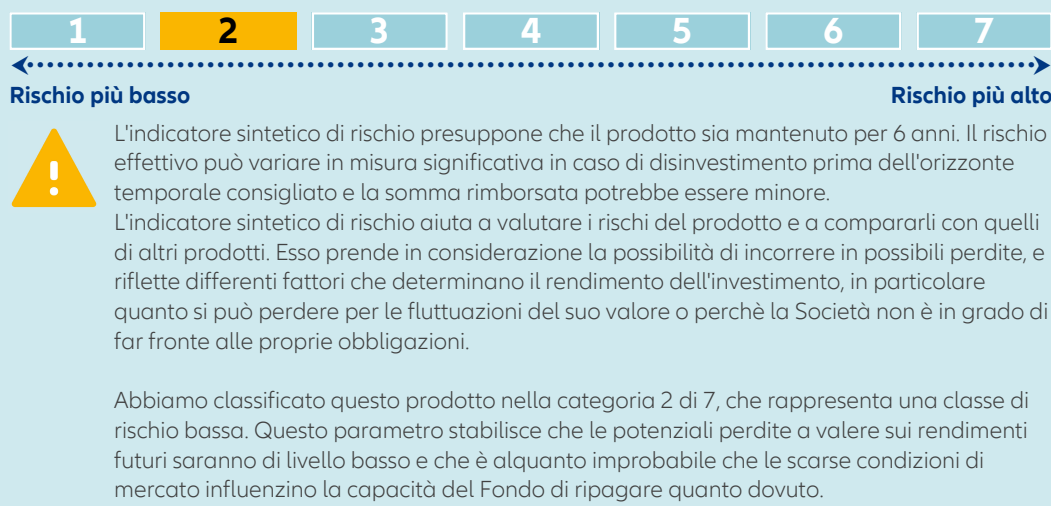 1 2 3 4 5 6 7
Rischio più basso Rischio più alto
L'indicatore sintetico di rischio presuppone che il prodotto sia mantenuto per 6 anni. Il rischio
effettivo può variare in misura significativa in caso di disinvestimento prima dell'orizzonte
temporale consigliato e la somma rimborsata potrebbe essere minore.
L'indicatore sintetico di rischio aiuta a valutare i rischi del prodotto e a compararli con quelli
di altri prodotti. Esso prende in considerazione la possibilità di incorrere in possibili perdite, e
riflette differenti fattori che determinano il rendimento dell'investimento, in particolare
quanto si può perdere per le fluttuazioni del suo valore o perchè la Società non è in grado di
far fronte alle proprie obbligazioni.
Abbiamo classificato questo prodotto nella categoria 2 di 7, che rappresenta una classe di
rischio bassa. Questo parametro stabilisce che le potenziali perdite a valere sui rendimenti
futuri saranno di livello basso e che è alquanto improbabile che le scarse condizioni di
mercato influenzino la capacità del Fondo di ripagare quanto dovuto.